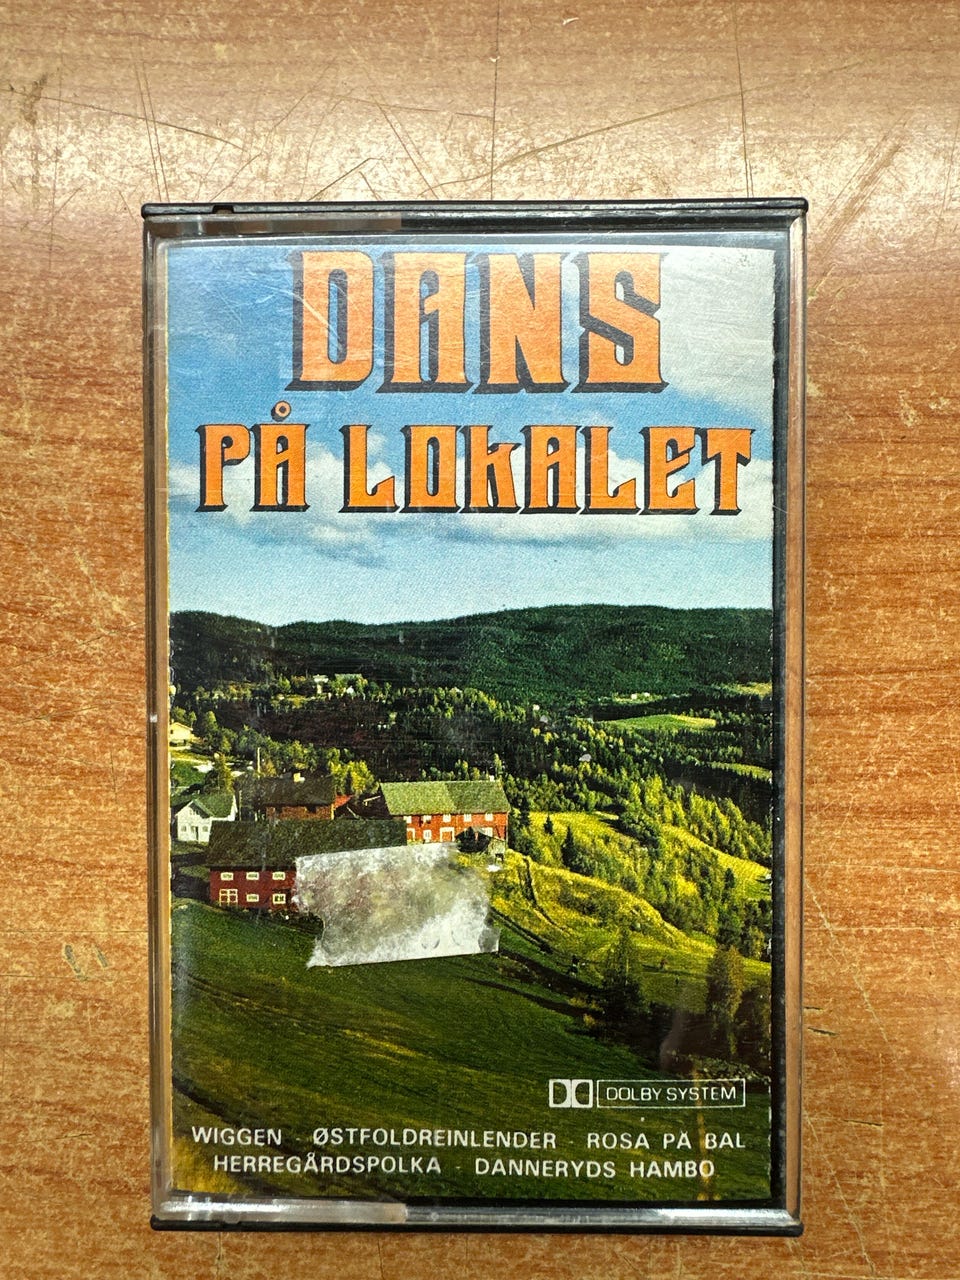 DANS
PÅ LOKALET
DOLBY SYSTEM
WIGGEN - ØSTFOLDREINLENDER - ROSA PÅ BAL
HERREGÅRDSPOLKA - DANNERYDS HAMBO